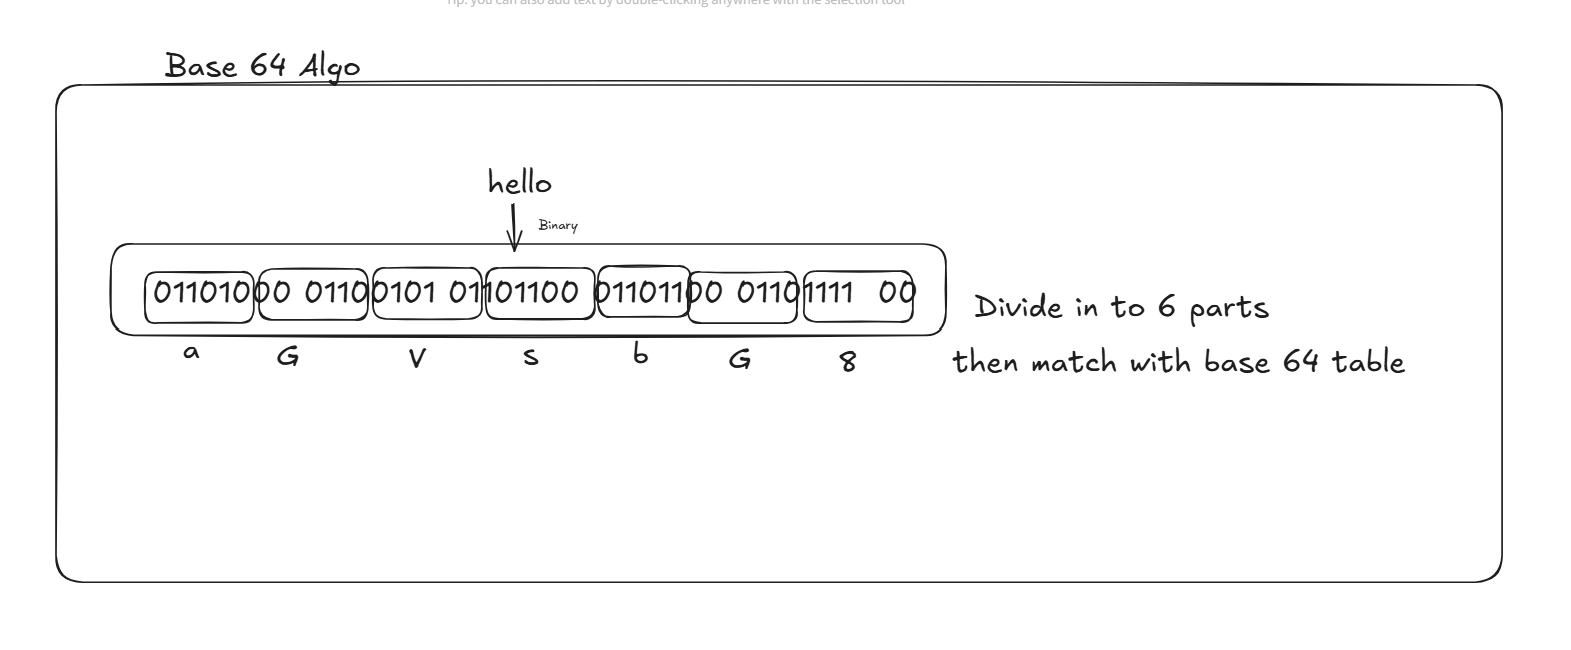 Tip: you can also add text by double-clicking anywhere with the selection tool
Base 64 Algo
hello
Binary
01101000 01100101 01101100 01101100 01101111 00
a G V s b G 8
Divide in to 6 parts
then match with base 64 table